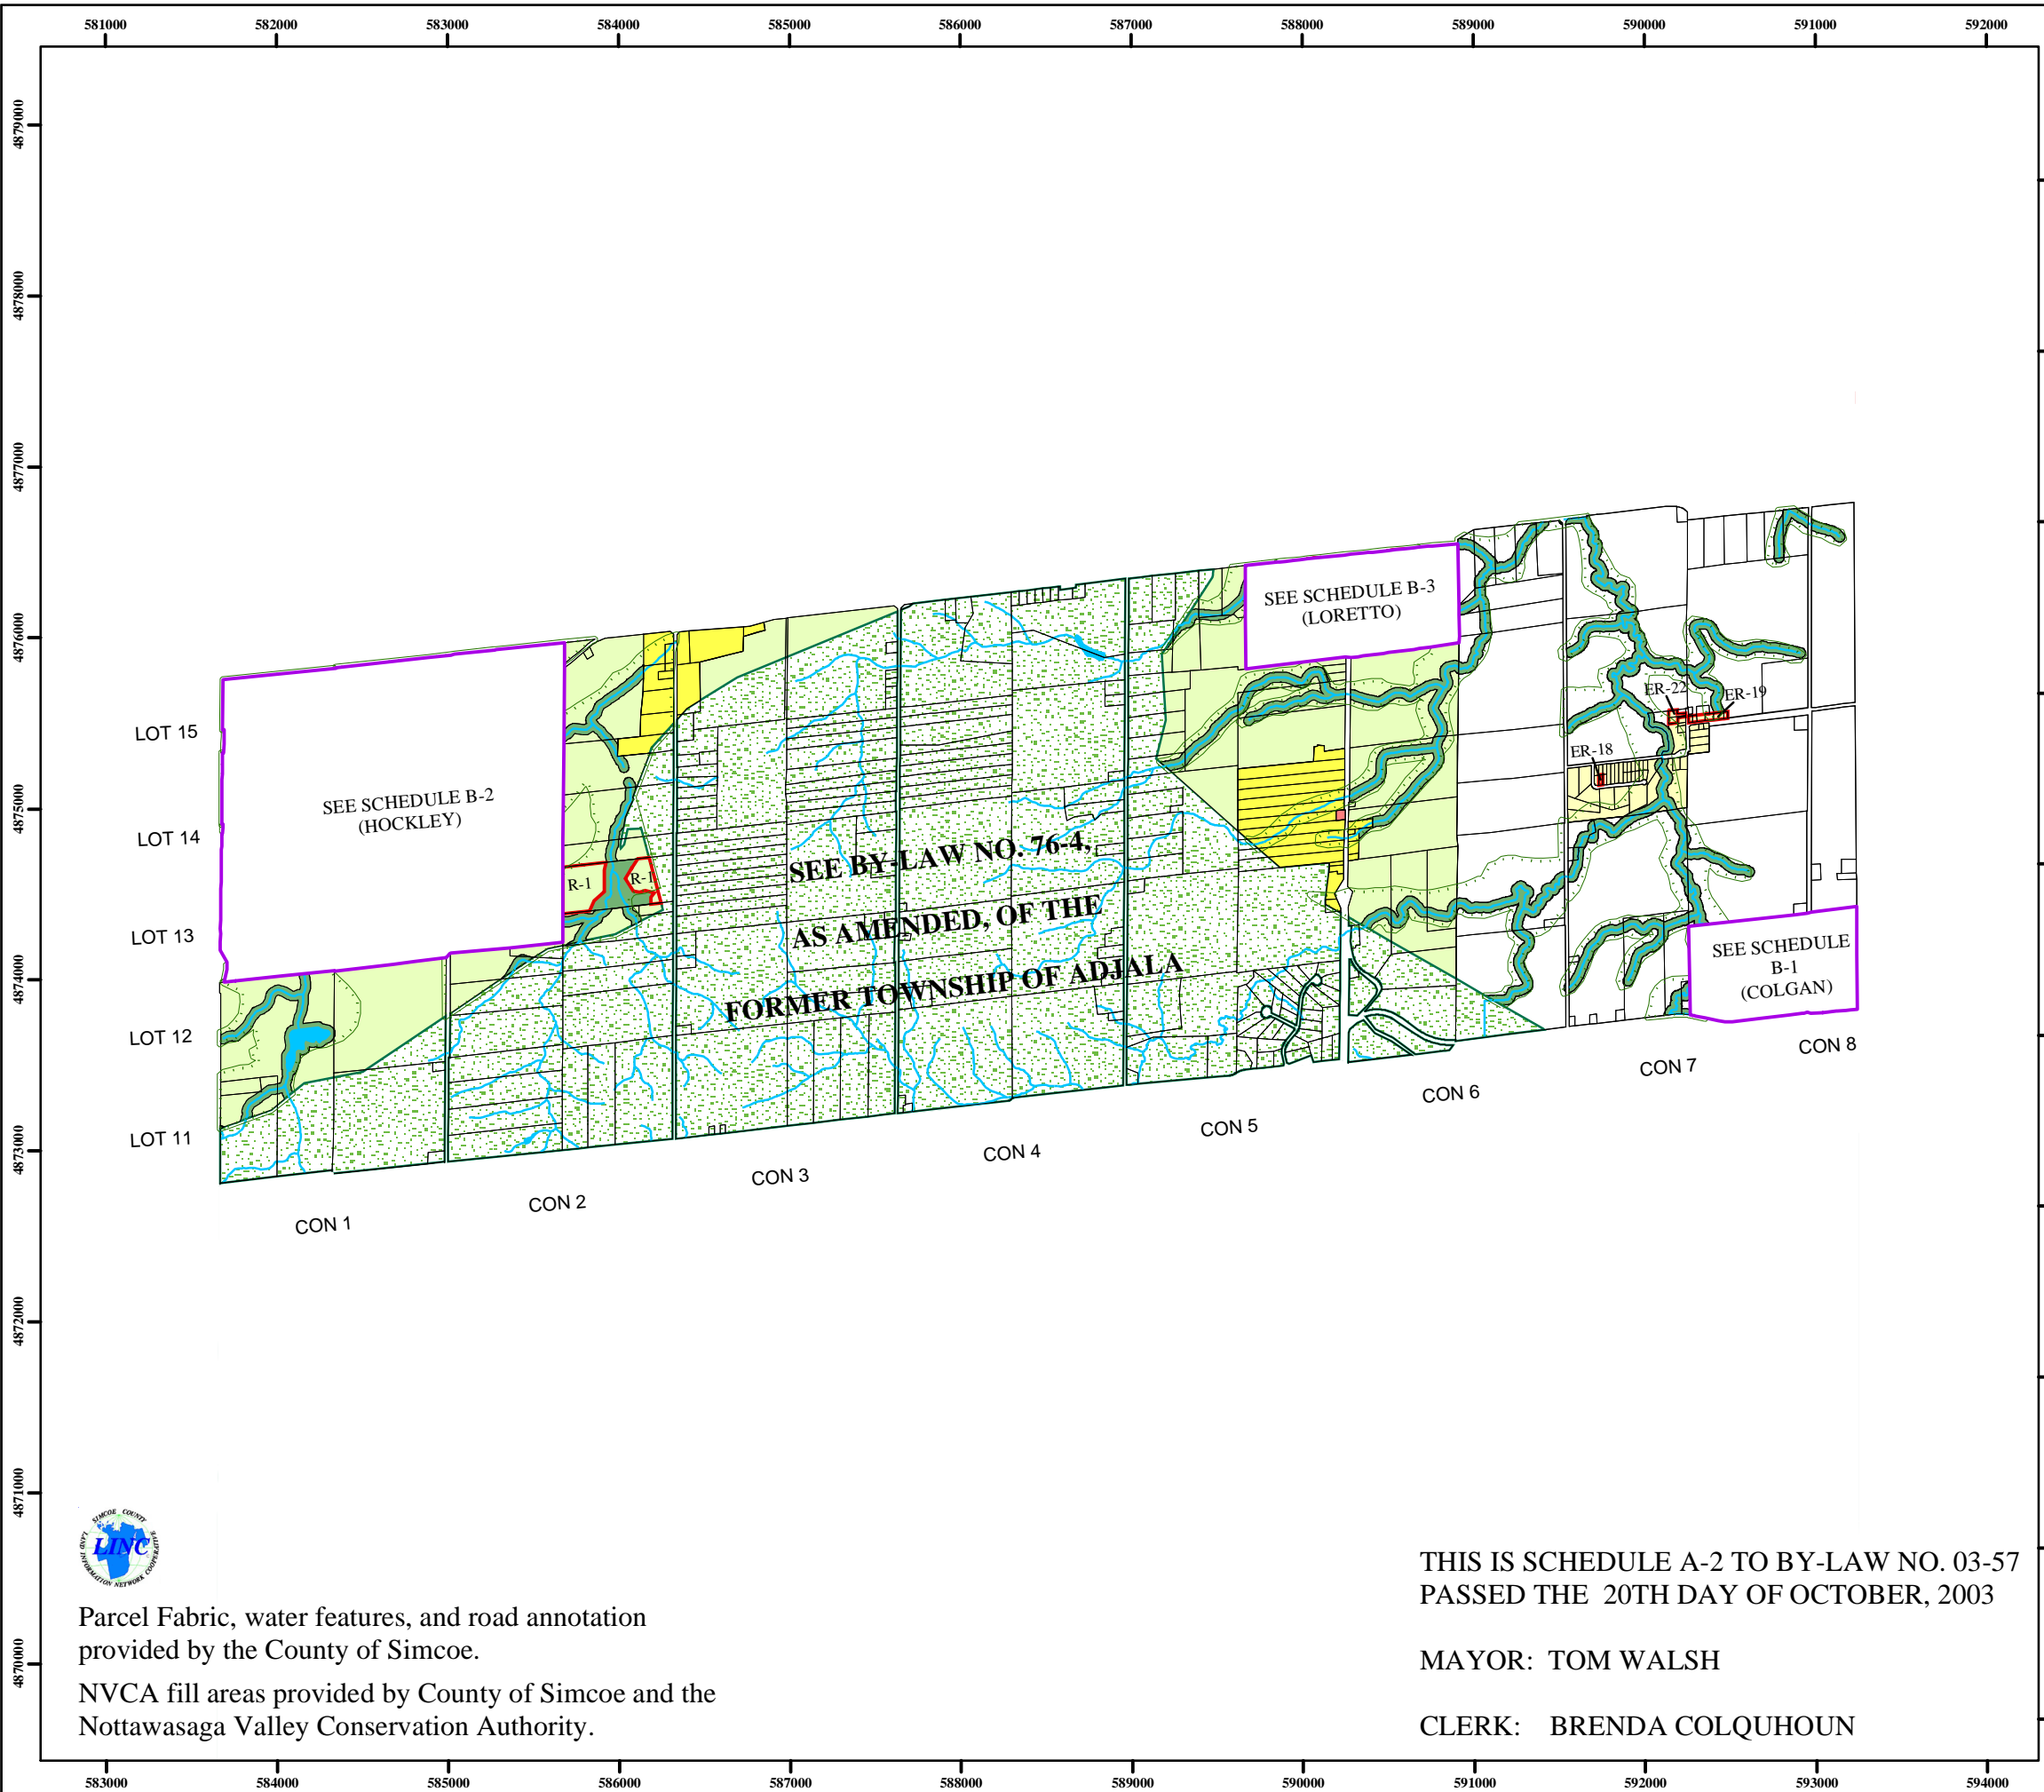 581000 582000 583000 584000 585000 586000 587000 588000 589000 590000 591000 592000
4879000
4878000
4877000
4876000
4875000
4874000
4873000
4872000
4871000
4870000
SEE SCHEDULE B-3
(LORETTO)
ER-22
ER-19
ER-18
LOT 15
SEE SCHEDULE B-2
(HOCKLEY)
LOT 14
R-1
R-1
SEE BY-LAW NO. 76-4,
AS AMENDED, OF THE
FORMER TOWNSHIP OF ADJALA
LOT 13
SEE SCHEDULE
B-1
(COLGAN)
LOT 12
LOT 11
CON 8
CON 7
CON 6
CON 5
CON 4
CON 3
CON 2
CON 1
SIMCOE COUNTY
LINC
LAND INFORMATION NETWORK COOPERATIVE
Parcel Fabric, water features, and road annotation
provided by the County of Simcoe.
NVCA fill areas provided by County of Simcoe and the
Nottawasaga Valley Conservation Authority.
THIS IS SCHEDULE A-2 TO BY-LAW NO. 03-57
PASSED THE 20TH DAY OF OCTOBER, 2003
MAYOR: TOM WALSH
CLERK: BRENDA COLQUHOUN
583000 584000 585000 586000 587000 588000 589000 590000 591000 592000 593000 594000